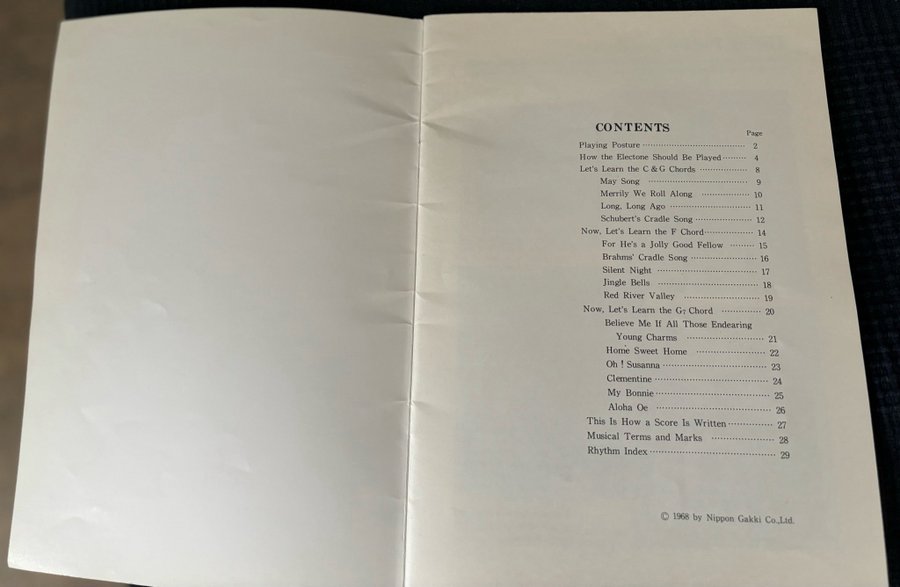 CONTENTS
Page
Playing Posture 2
How the Electone Should Be Played 4
Let's Learn the C & G Chords 8
May Song 9
Merrily We Roll Along 10
Long, Long Ago 11
Schubert's Cradle Song 12
Now, Let's Learn the F Chord 14
For He's a Jolly Good Fellow 15
Brahms' Cradle Song 16
Silent Night 17
Jingle Bells 18
Red River Valley 19
Now, Let's Learn the G₇ Chord 20
Believe Me If All Those Endearing
Young Charms 21
Home Sweet Home 22
Oh ! Susanna 23
Clementine 24
My Bonnie 25
Aloha Oe 26
This Is How a Score Is Written 27
Musical Terms and Marks 28
Rhythm Index 29
© 1968 by Nippon Gakki Co.,Ltd.